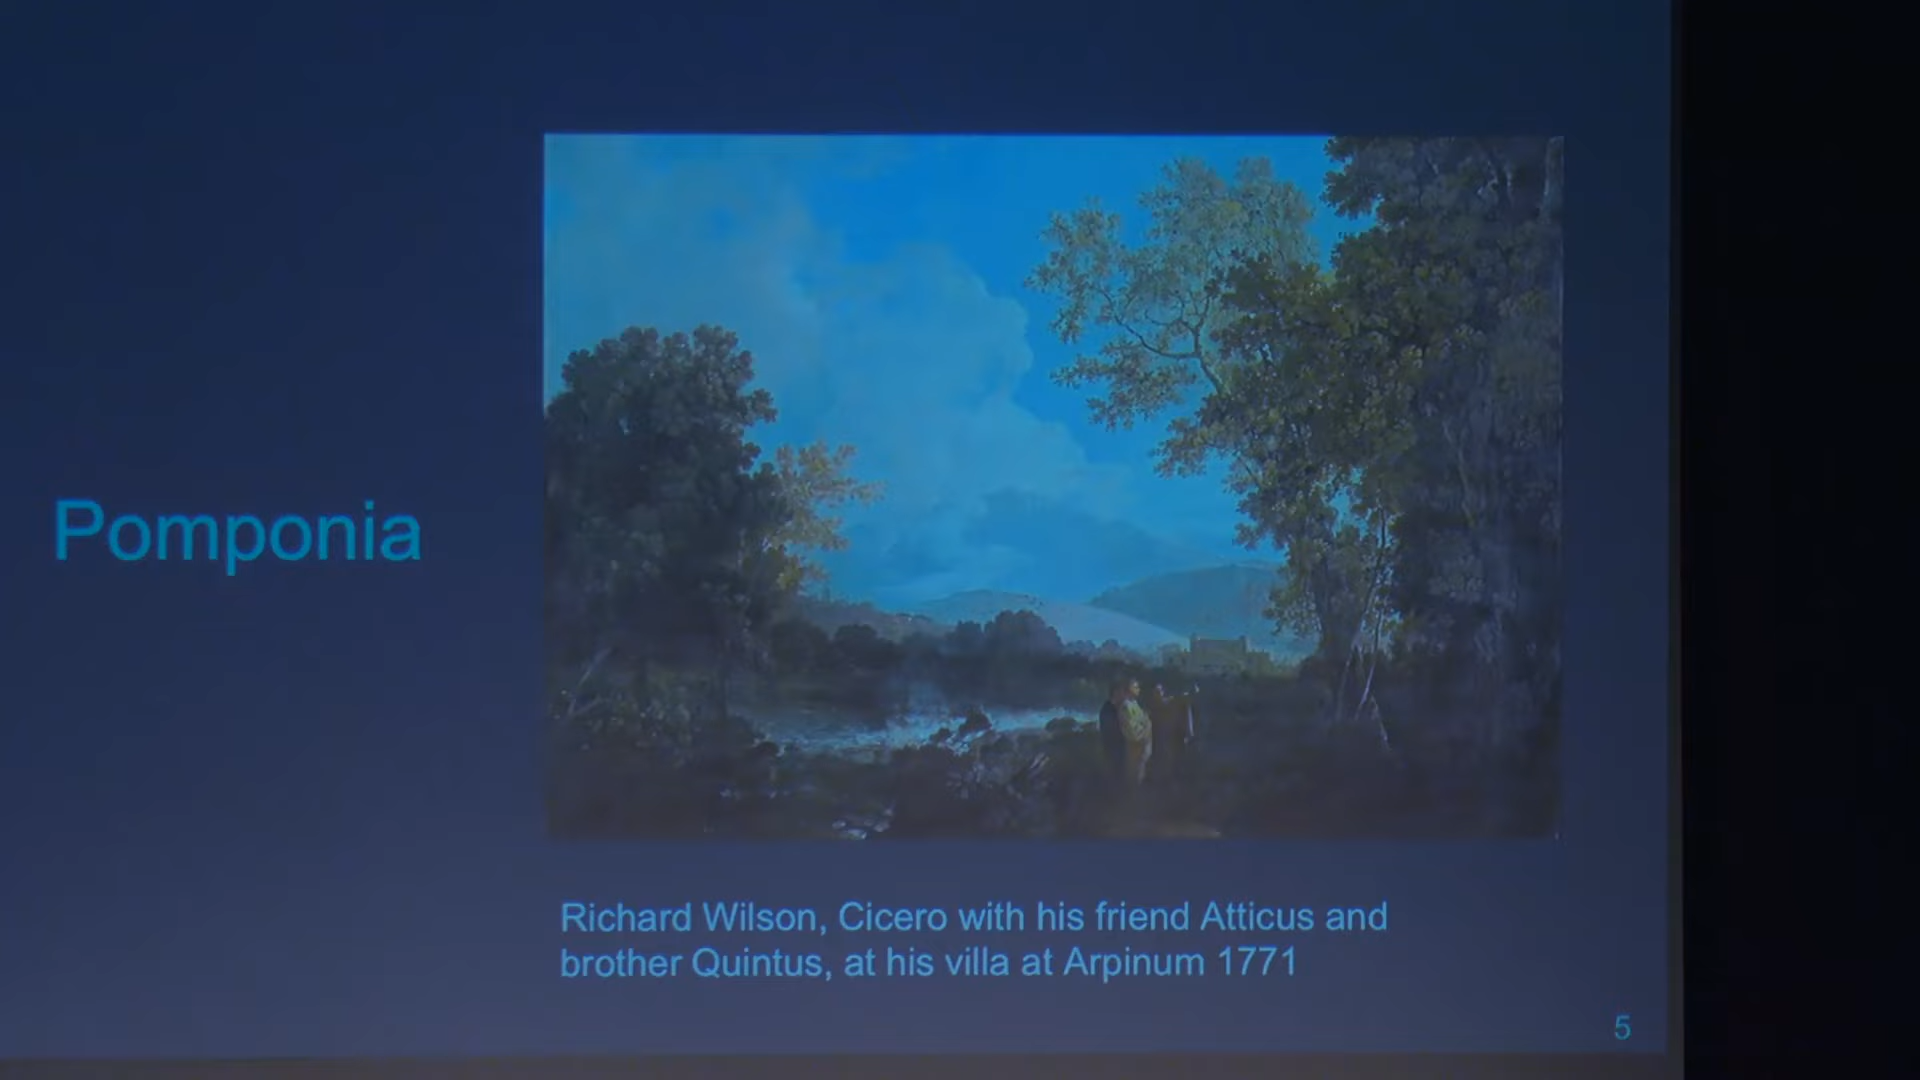 Pomponia
Richard Wilson, Cicero with his friend Atticus and
brother Quintus, at his villa at Arpinum 1771
5